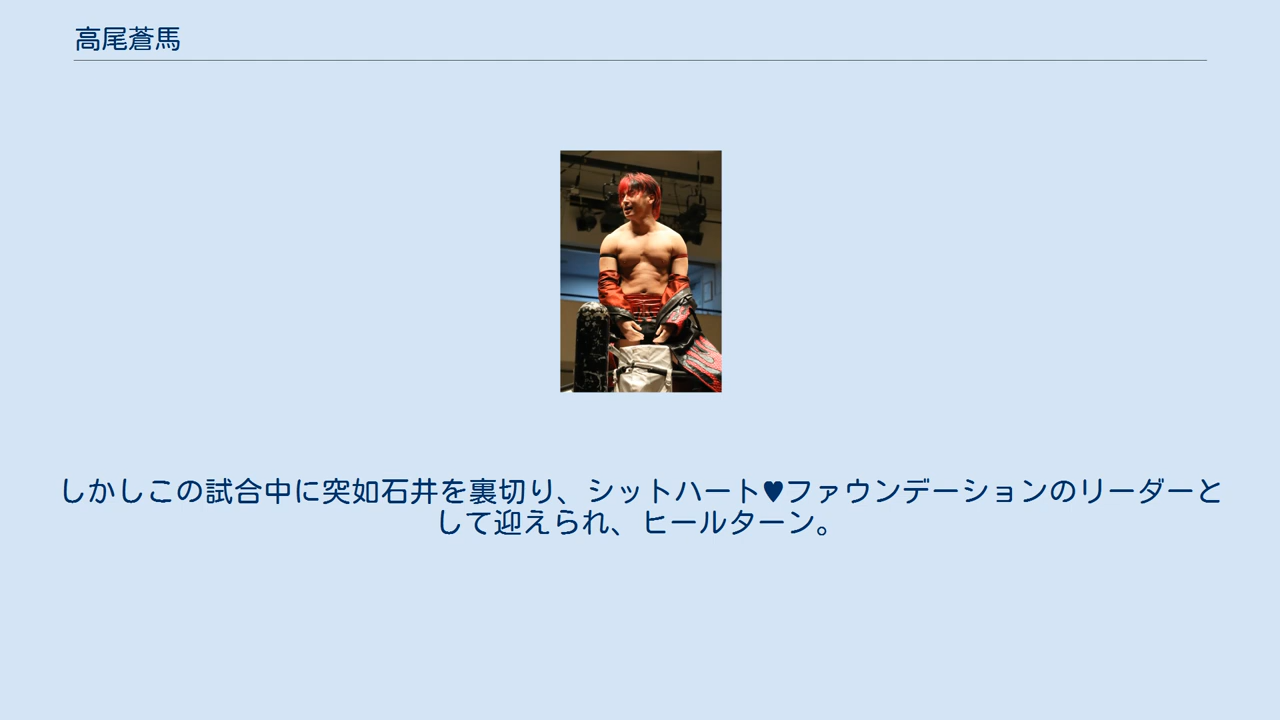 高尾蒼馬
しかしこの試合中に突如石井を裏切り、シットハート♥ファウンデーションのリーダーと
して迎えられ、ヒールターン。